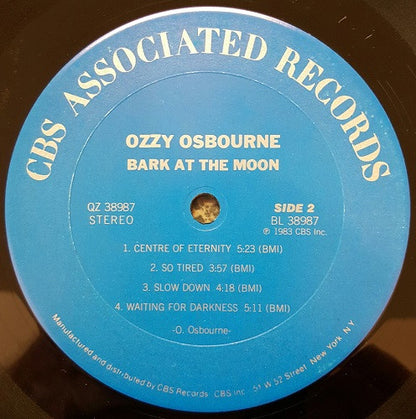 CBS ASSOCIATED RECORDS
OZZY OSBOURNE
BARK AT THE MOON
QZ 38987
STEREO
SIDE 2
BL 38987
℗ 1983 CBS Inc.
1. CENTRE OF ETERNITY 5:23 (BMI)
2. SO TIRED 3:57 (BMI)
3. SLOW DOWN 4:18 (BMI)
4. WAITING FOR DARKNESS 5:11 (BMI)
-O. Osbourne-
Manufactured and distributed by CBS Records CBS Inc. 51 W 52 Street New York N.Y.